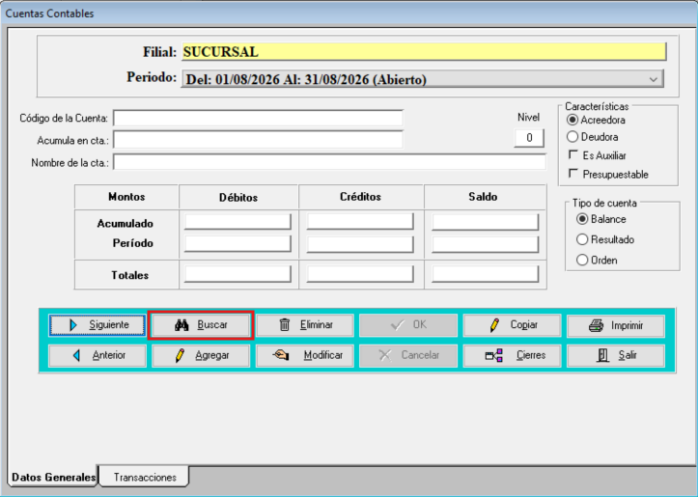 Cuentas Contables
Filial: SUCURSAL
Periodo: Del: 01/08/2026 Al: 31/08/2026 (Abierto)
Código de la Cuenta:
Acumula en cta.:
Nombre de la cta.:
Nivel
0
Características
Acreedora
Deudora
Es Auxiliar
Presupuestable
Montos Débitos Créditos Saldo
Acumulado
Período
Totales
Tipo de cuenta
Balance
Resultado
Orden
Siguiente Buscar Eliminar OK Copiar Imprimir
Anterior Agregar Modificar Cancelar Cierres Salir
Datos Generales Transacciones